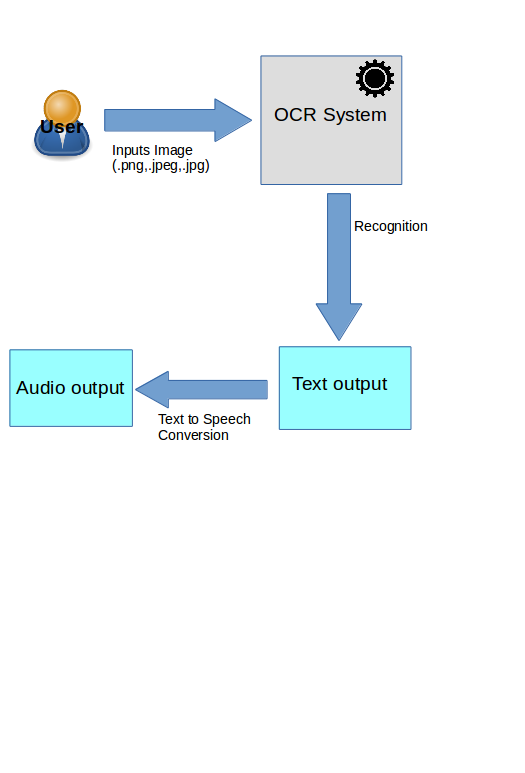 User
Inputs Image
(.png,.jpeg,.jpg)
OCR System
Recognition
Text output
Text to Speech
Conversion
Audio output